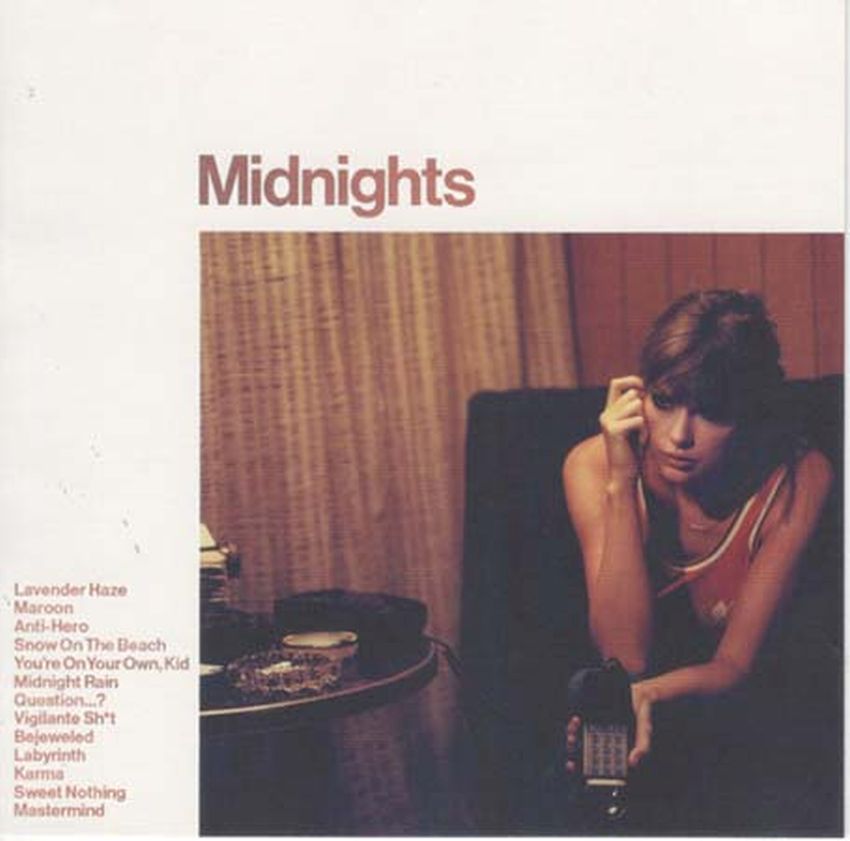 Midnights
Lavender Haze
Maroon
Anti-Hero
Snow On The Beach
You're On Your Own, Kid
Midnight Rain
Question...?
Vigilante Sh*t
Bejeweled
Labyrinth
Karma
Sweet Nothing
Mastermind